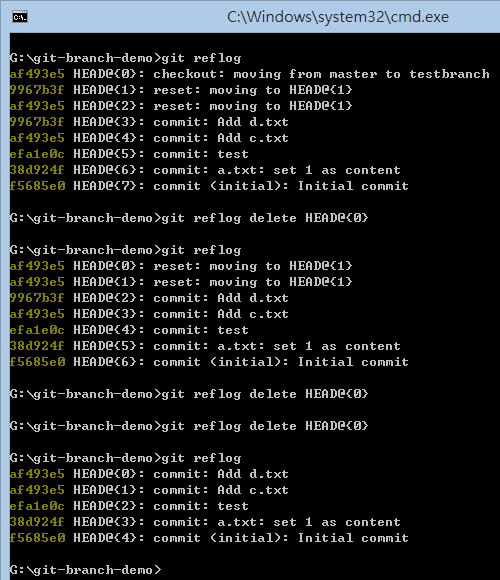 C:\Windows\system32\cmd.exe
G:\git-branch-demo>git reflog
af493e5 HEAD@{0}: checkout: moving from master to testbranch
9967b3f HEAD@{1}: reset: moving to HEAD@{1}
af493e5 HEAD@{2}: reset: moving to HEAD@{1}
9967b3f HEAD@{3}: commit: Add d.txt
af493e5 HEAD@{4}: commit: Add c.txt
efa1e0c HEAD@{5}: commit: test
38d924f HEAD@{6}: commit: a.txt: set 1 as content
f5685e0 HEAD@{7}: commit (initial): Initial commit
G:\git-branch-demo>git reflog delete HEAD@{0}
G:\git-branch-demo>git reflog
af493e5 HEAD@{0}: reset: moving to HEAD@{1}
af493e5 HEAD@{1}: reset: moving to HEAD@{1}
9967b3f HEAD@{2}: commit: Add d.txt
af493e5 HEAD@{3}: commit: Add c.txt
efa1e0c HEAD@{4}: commit: test
38d924f HEAD@{5}: commit: a.txt: set 1 as content
f5685e0 HEAD@{6}: commit (initial): Initial commit
G:\git-branch-demo>git reflog delete HEAD@{0}
G:\git-branch-demo>git reflog delete HEAD@{0}
G:\git-branch-demo>git reflog
af493e5 HEAD@{0}: commit: Add d.txt
af493e5 HEAD@{1}: commit: Add c.txt
efa1e0c HEAD@{2}: commit: test
38d924f HEAD@{3}: commit: a.txt: set 1 as content
f5685e0 HEAD@{4}: commit (initial): Initial commit
G:\git-branch-demo>